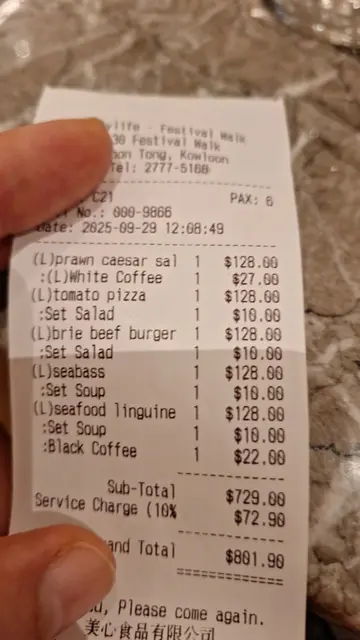 life - Festival Walk
30 Festival Walk
Tong, Kowloon
Tel: 2777-5160
C21 PAX: 6
No.: 000-9866
Date: 2025-09-29 12:08:49
(L)prawn caesar sal 1 $128.00
:(L)White Coffee 1 $27.00
(L)tomato pizza 1 $128.00
:Set Salad 1 $10.00
(L)brie beef burger 1 $128.00
:Set Salad 1 $10.00
(L)seabass 1 $128.00
:Set Soup 1 $10.00
(L)seafood linguine 1 $128.00
:Set Soup 1 $10.00
:Black Coffee 1 $22.00
Sub-Total $729.00
Service Charge (10% $72.90
and Total $801.90
, Please come again.
美心食品有限公司